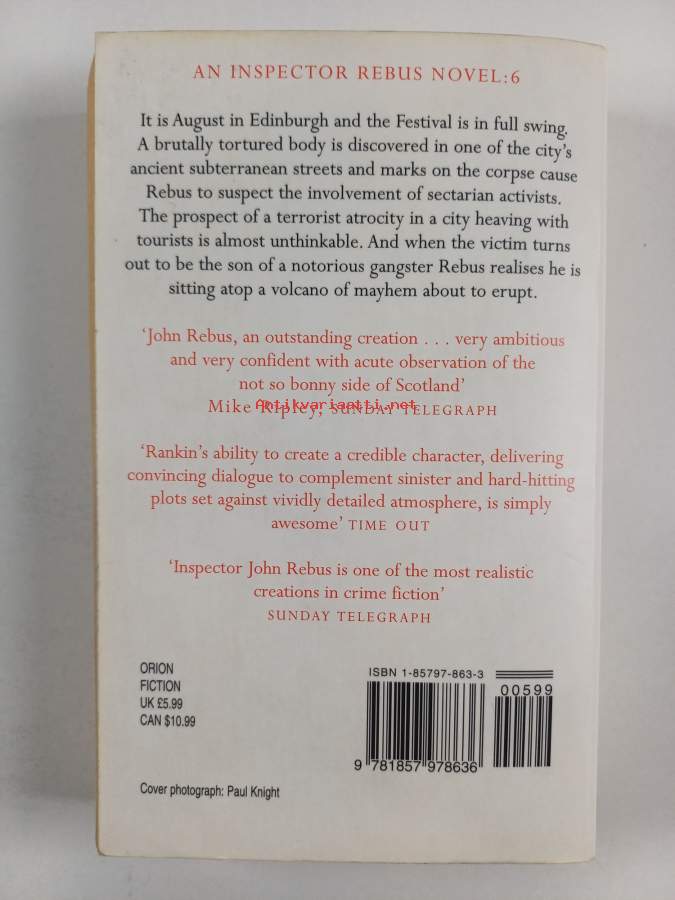 AN INSPECTOR REBUS NOVEL:6
It is August in Edinburgh and the Festival is in full swing.
A brutally tortured body is discovered in one of the city's
ancient subterranean streets and marks on the corpse cause
Rebus to suspect the involvement of sectarian activists.
The prospect of a terrorist atrocity in a city heaving with
tourists is almost unthinkable. And when the victim turns
out to be the son of a notorious gangster Rebus realises he is
sitting atop a volcano of mayhem about to erupt.
'John Rebus, an outstanding creation . . . very ambitious
and very confident with acute observation of the
not so bonny side of Scotland'
Mike Ripley, SUNDAY TELEGRAPH
Antikvariaatti.net
'Rankin's ability to create a credible character, delivering
convincing dialogue to complement sinister and hard-hitting
plots set against vividly detailed atmosphere, is simply
awesome' TIME OUT
'Inspector John Rebus is one of the most realistic
creations in crime fiction'
SUNDAY TELEGRAPH
ORION
FICTION
UK £5.99
CAN $10.99
ISBN 1-85797-863-3
00599
9 781857 978636
Cover photograph: Paul Knight